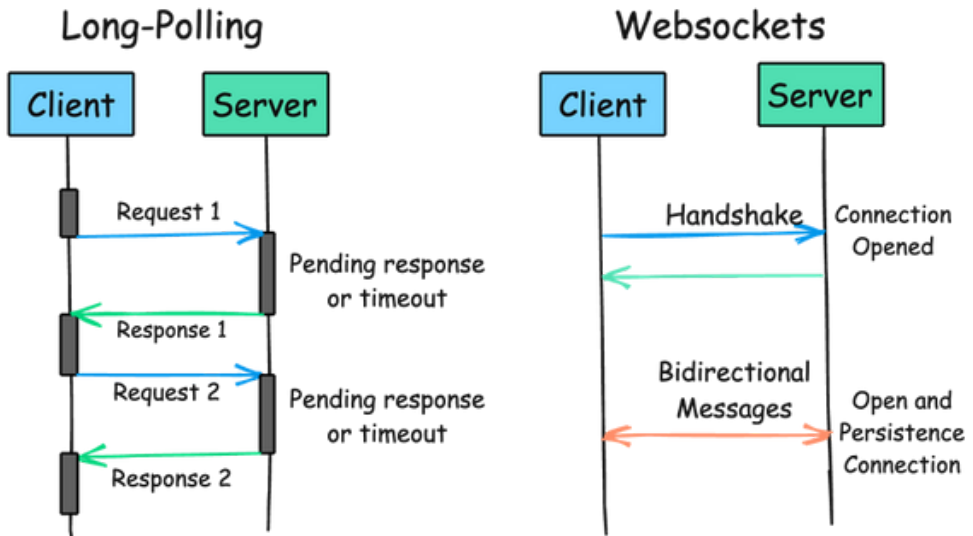 Long-Polling
Client
Server
Request 1
Pending response
or timeout
Response 1
Request 2
Pending response
or timeout
Response 2
Websockets
Client
Server
Handshake
Connection
Opened
Bidirectional
Messages
Open and
Persistence
Connection